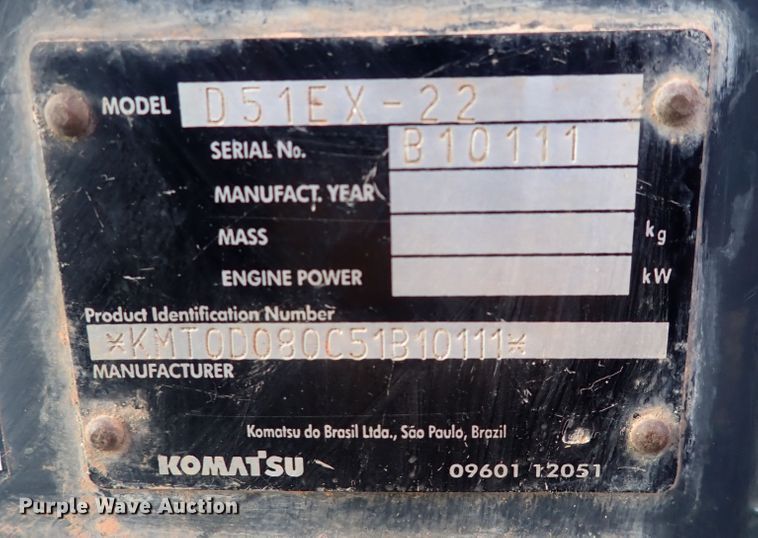 MODEL D51EX-22
SERIAL No. B10111
MANUFACT. YEAR
MASS kg
ENGINE POWER kW
Product Identification Number
*KMT0D080C51B10111*
MANUFACTURER
Komatsu do Brasil Ltda., São Paulo, Brazil
KOMATSU 09601 12051
Purple Wave Auction